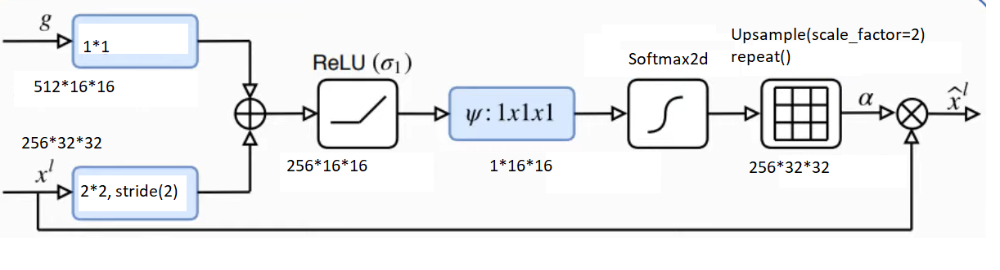 g
1*1
512*16*16
256*32*32
xˡ
2*2, stride(2)
ReLU (σ₁)
256*16*16
ψ: 1x1x1
1*16*16
Softmax2d
Upsample(scale_factor=2)
repeat()
256*32*32
α
x̂ˡ